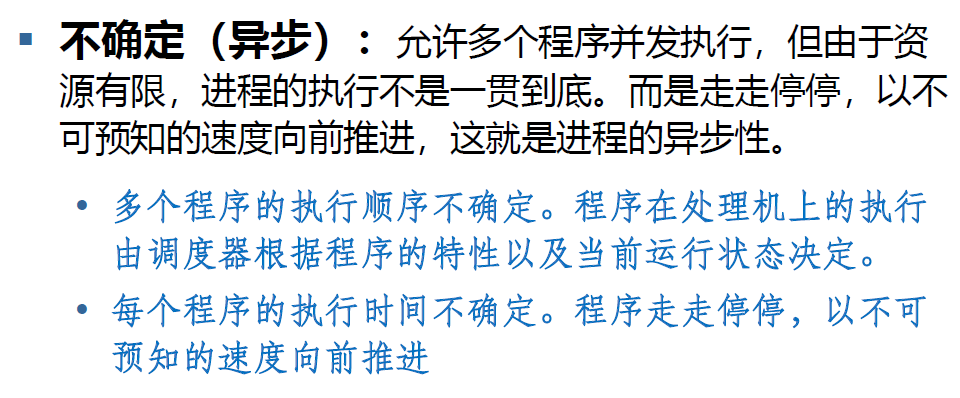 不确定（异步）：允许多个程序并发执行，但由于资
源有限，进程的执行不是一贯到底。而是走走停停，以不
可预知的速度向前推进，这就是进程的异步性。
多个程序的执行顺序不确定。程序在处理机上的执行
由调度器根据程序的特性以及当前运行状态决定。
每个程序的执行时间不确定。程序走走停停，以不可
预知的速度向前推进